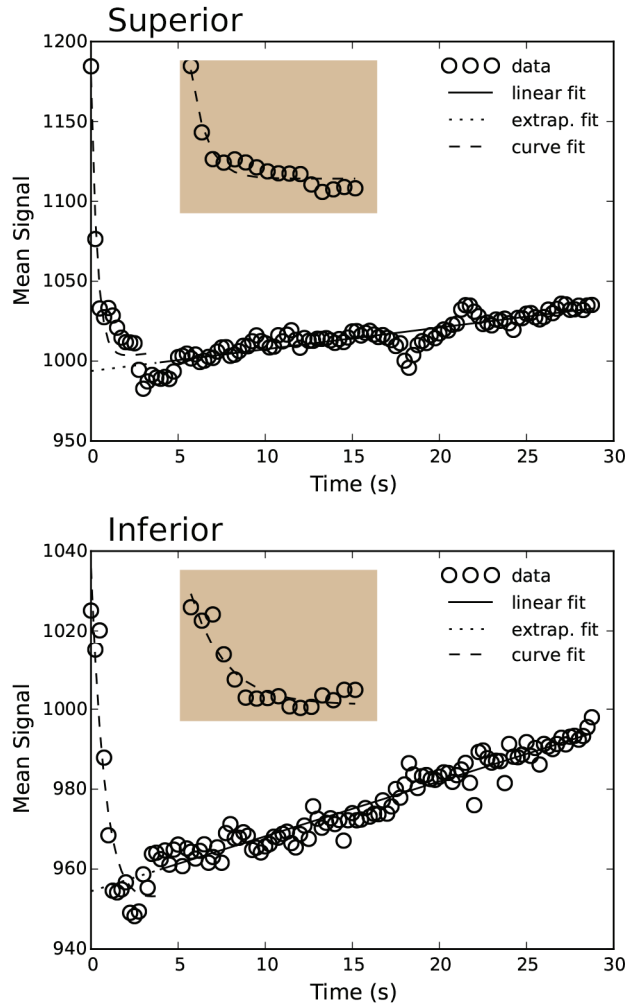 Superior
1200
1150
1100
1050
1000
950
Mean Signal
data
linear fit
extrap. fit
curve fit
0 5 10 15 20 25 30
Time (s)
Inferior
1040
1020
1000
980
960
940
Mean Signal
data
linear fit
extrap. fit
curve fit
0 5 10 15 20 25 30
Time (s)